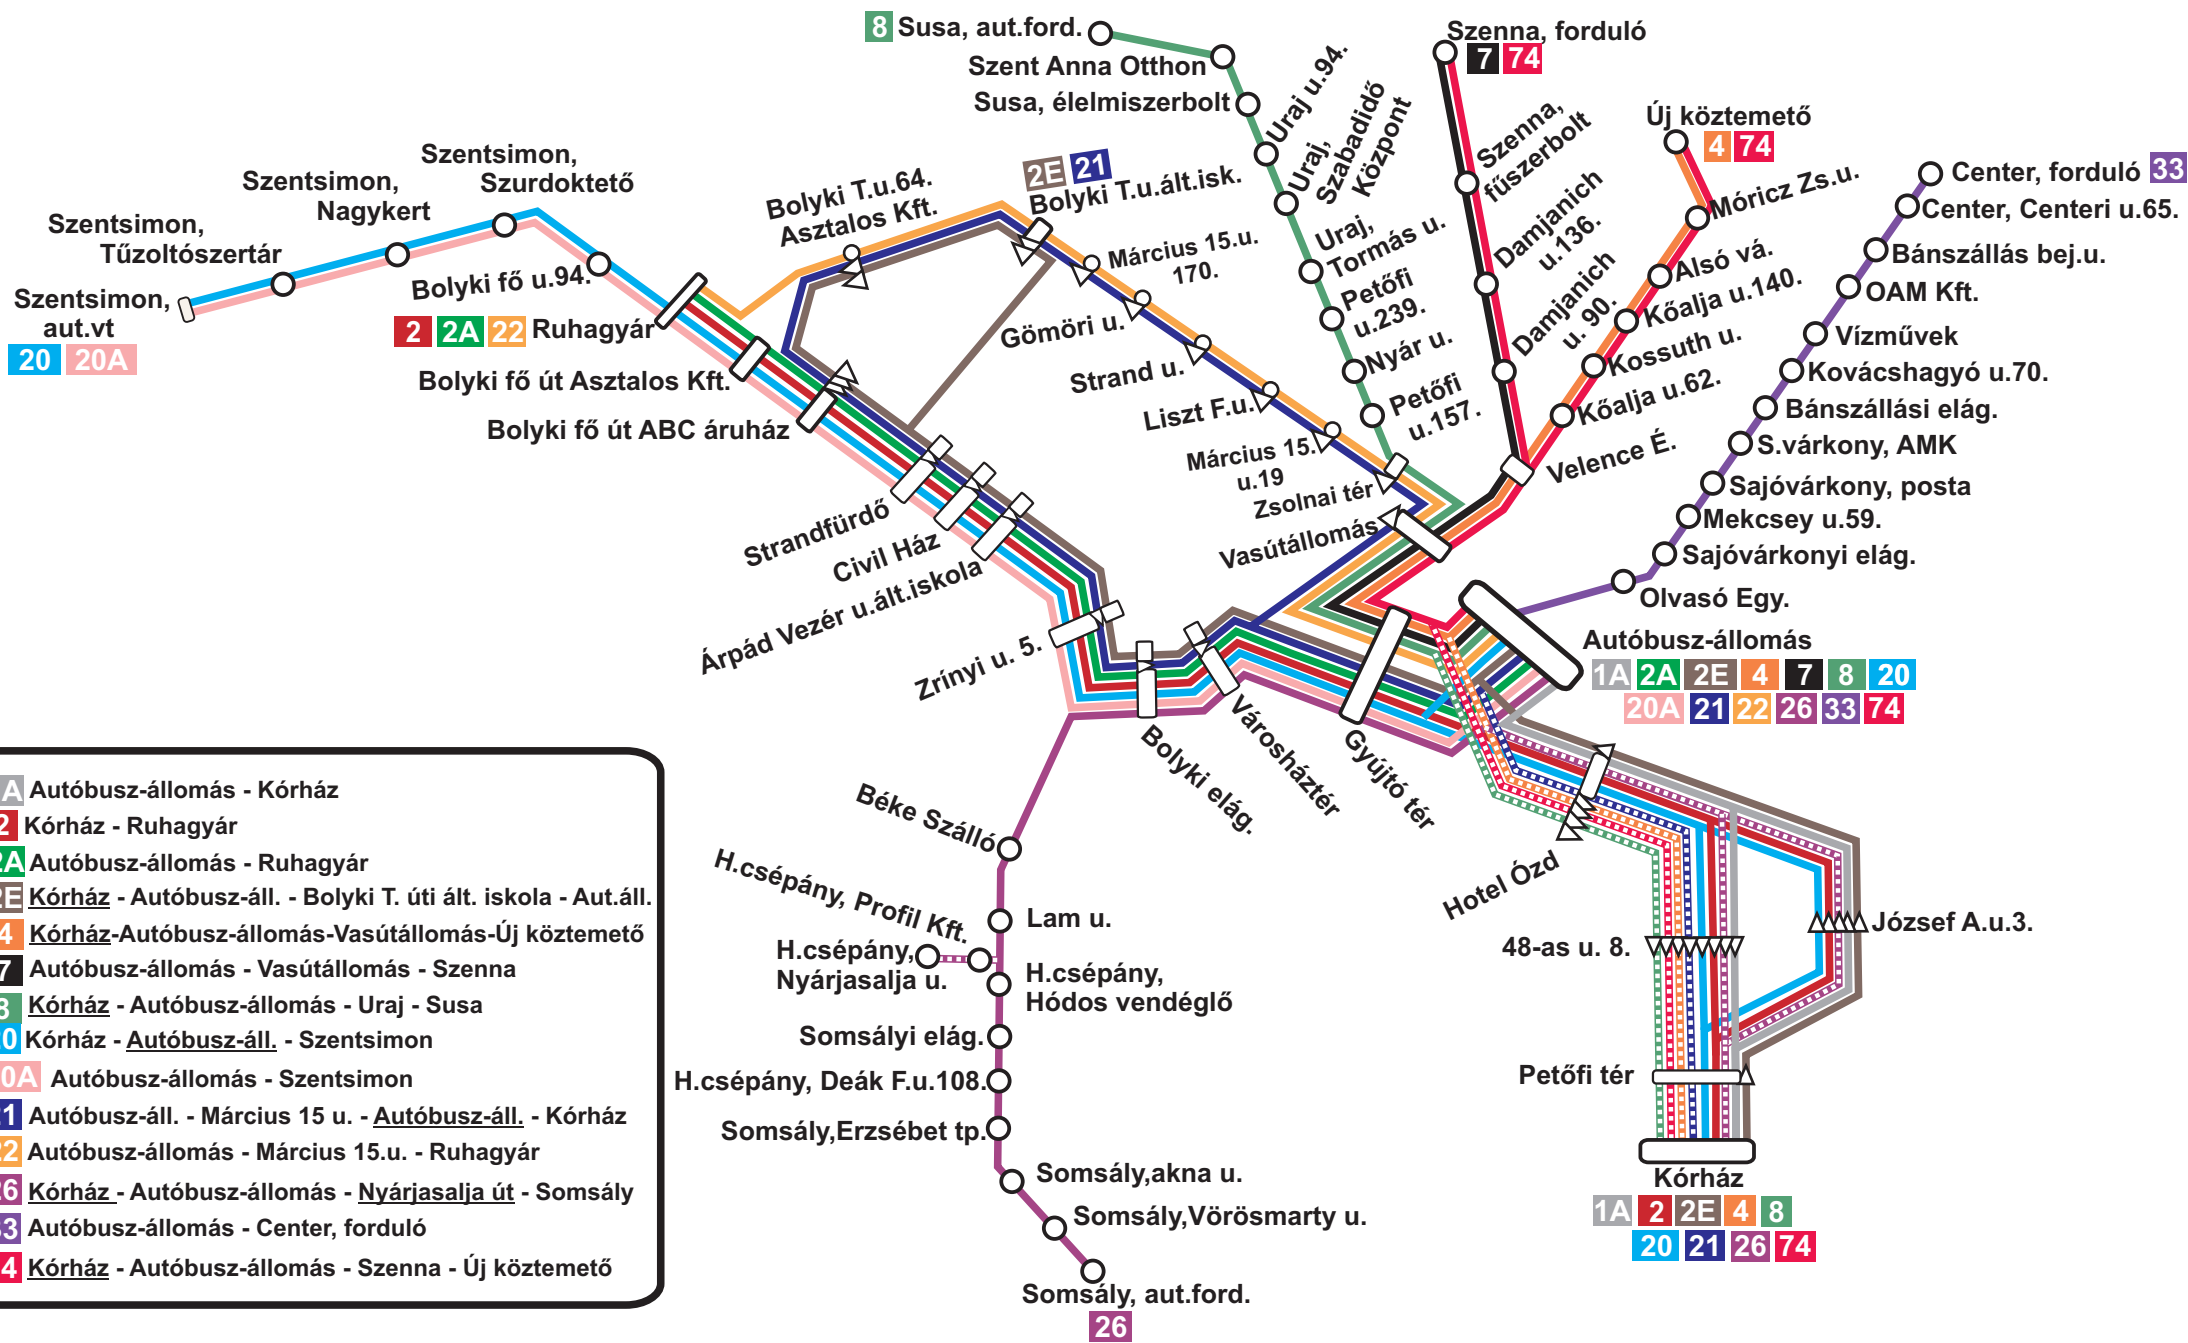 8 Susa, aut.ford.
Szent Anna Otthon
Susa, élelmiszerbolt
Uraj u.94.
Uraj,
Szabadidő
Központ
Uraj,
Tormás u.
Petőfi
u.239.
Nyár u.
Petőfi
u.157.
Szenna, forduló
7 74
Szenna,
fűszerbolt
Damjanich
u.136.
Damjanich
u. 90.
Új köztemető
4 74
Móricz Zs.u.
Alsó vá.
Kőalja u.140.
Kossuth u.
Kőalja u.62.
Velence É.
Center, forduló 33
Center, Centeri u.65.
Bánszállás bej.u.
OAM Kft.
Vízművek
Kovácshagyó u.70.
Bánszállási elág.
S.várkony, AMK
Sajóvárkony, posta
Mekcsey u.59.
Sajóvárkonyi elág.
Olvasó Egy.
Autóbusz-állomás
1A 2A 2E 4 7 8 20
20A 21 22 26 33 74
Szentsimon,
Szurdoktető
Szentsimon,
Nagykert
Szentsimon,
Tűzoltószertár
Szentsimon,
aut.vt
20 20A
Bolyki fő u.94.
2 2A 22 Ruhagyár
Bolyki fő út Asztalos Kft.
Bolyki fő út ABC áruház
Bolyki T.u.64.
Asztalos Kft.
2E 21
Bolyki T.u.ált.isk.
Március 15.u.
170.
Gömöri u.
Strand u.
Liszt F.u.
Március 15.
u.19
Zsolnai tér
Vasútállomás
Strandfürdő
Civil Ház
Árpád Vezér u.ált.iskola
Zrínyi u. 5.
Bolyki elág.
Városháztér
Gyújtó tér
Hotel Ózd
48-as u. 8.
József A.u.3.
Petőfi tér
Kórház
1A 2 2E 4 8
20 21 26 74
Béke Szálló
H.csépány, Profil Kft.
Lam u.
H.csépány,
Nyárjasalja u.
H.csépány,
Hódos vendéglő
Somsályi elág.
H.csépány, Deák F.u.108.
Somsály,Erzsébet tp.
Somsály,akna u.
Somsály,Vörösmarty u.
Somsály, aut.ford.
26
A Autóbusz-állomás - Kórház
2 Kórház - Ruhagyár
2A Autóbusz-állomás - Ruhagyár
2E Kórház - Autóbusz-áll. - Bolyki T. úti ált. iskola - Aut.áll.
4 Kórház-Autóbusz-állomás-Vasútállomás-Új köztemető
7 Autóbusz-állomás - Vasútállomás - Szenna
8 Kórház - Autóbusz-állomás - Uraj - Susa
0 Kórház - Autóbusz-áll. - Szentsimon
0A Autóbusz-állomás - Szentsimon
1 Autóbusz-áll. - Március 15 u. - Autóbusz-áll. - Kórház
2 Autóbusz-állomás - Március 15.u. - Ruhagyár
6 Kórház - Autóbusz-állomás - Nyárjasalja út - Somsály
3 Autóbusz-állomás - Center, forduló
4 Kórház - Autóbusz-állomás - Szenna - Új köztemető